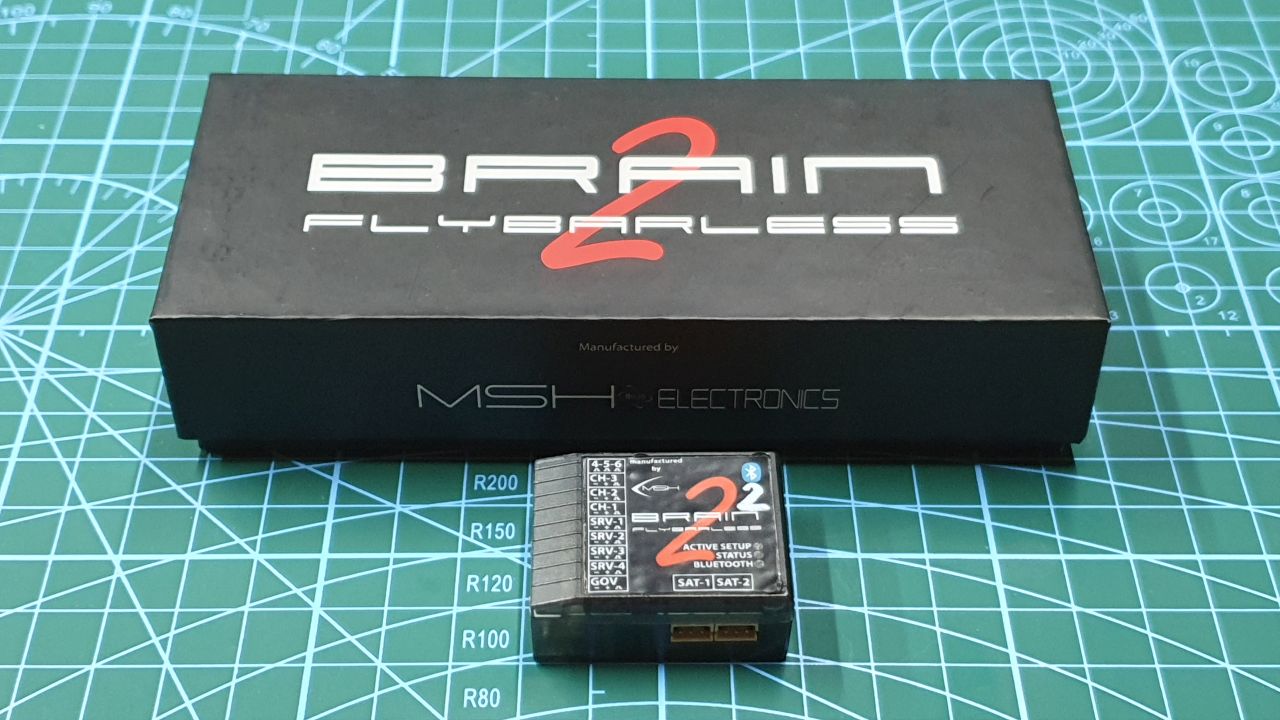 BRAIN
2
FLYBARLESS
Manufactured by
MSH ELECTRONICS
manufactured
by
MSH
4-5-6
CH-3
CH-2
CH-1
SRV-1
SRV-2
SRV-3
SRV-4
GOV
2
BRAIN
2
FLYBARLESS
ACTIVE SETUP
STATUS
BLUETOOTH
SAT-1 SAT-2
R200
R150
R120
R100
R80